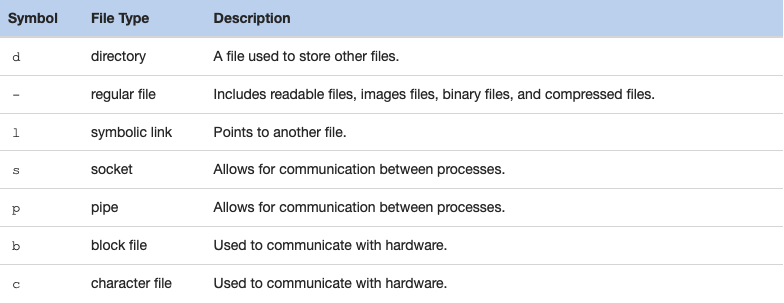 Symbol File Type Description
d directory A file used to store other files.
- regular file Includes readable files, images files, binary files, and compressed files.
l symbolic link Points to another file.
s socket Allows for communication between processes.
p pipe Allows for communication between processes.
b block file Used to communicate with hardware.
c character file Used to communicate with hardware.